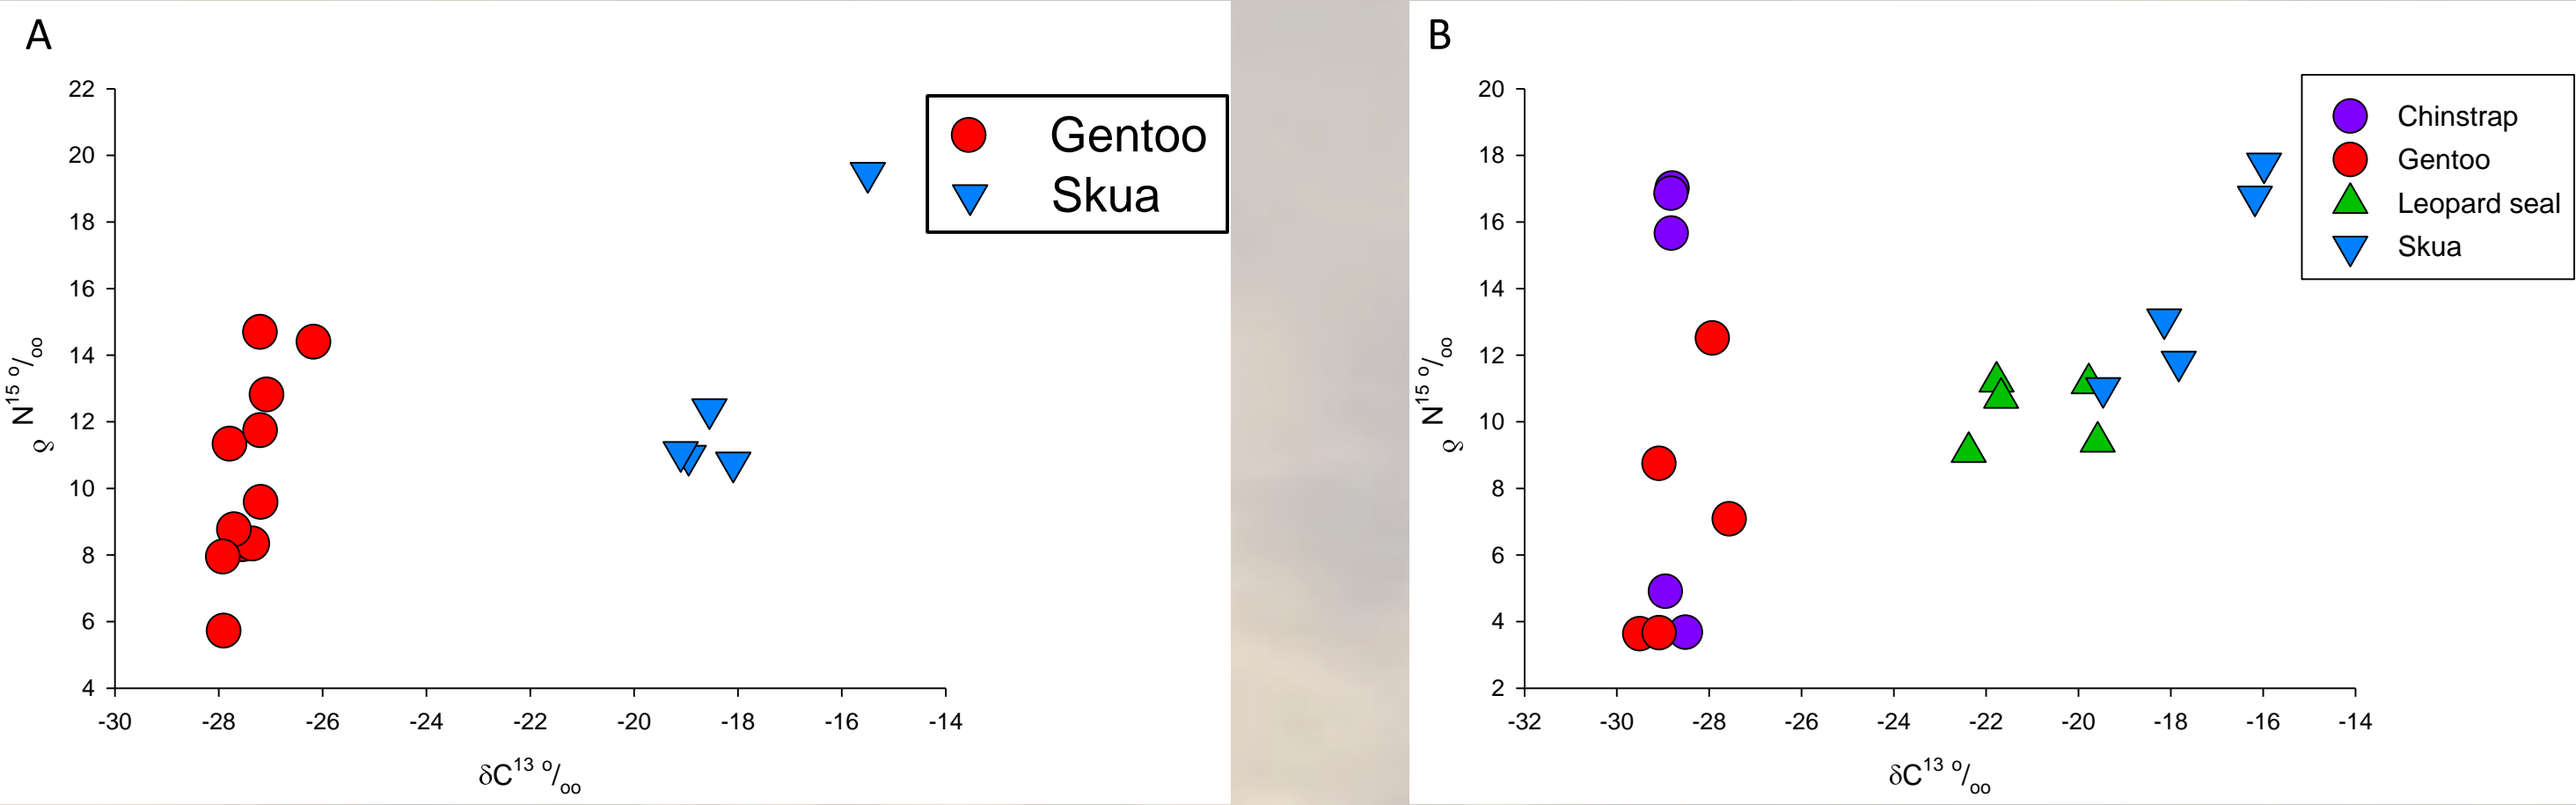 A
22
20
18
16
14
12
10
8
6
4
-30 -28 -26 -24 -22 -20 -18 -16 -14
δ N15 o/oo
δC13 o/oo
Gentoo
Skua
B
20
18
16
14
12
10
8
6
4
2
-32 -30 -28 -26 -24 -22 -20 -18 -16 -14
δ N15 o/oo
δC13 o/oo
Chinstrap
Gentoo
Leopard seal
Skua